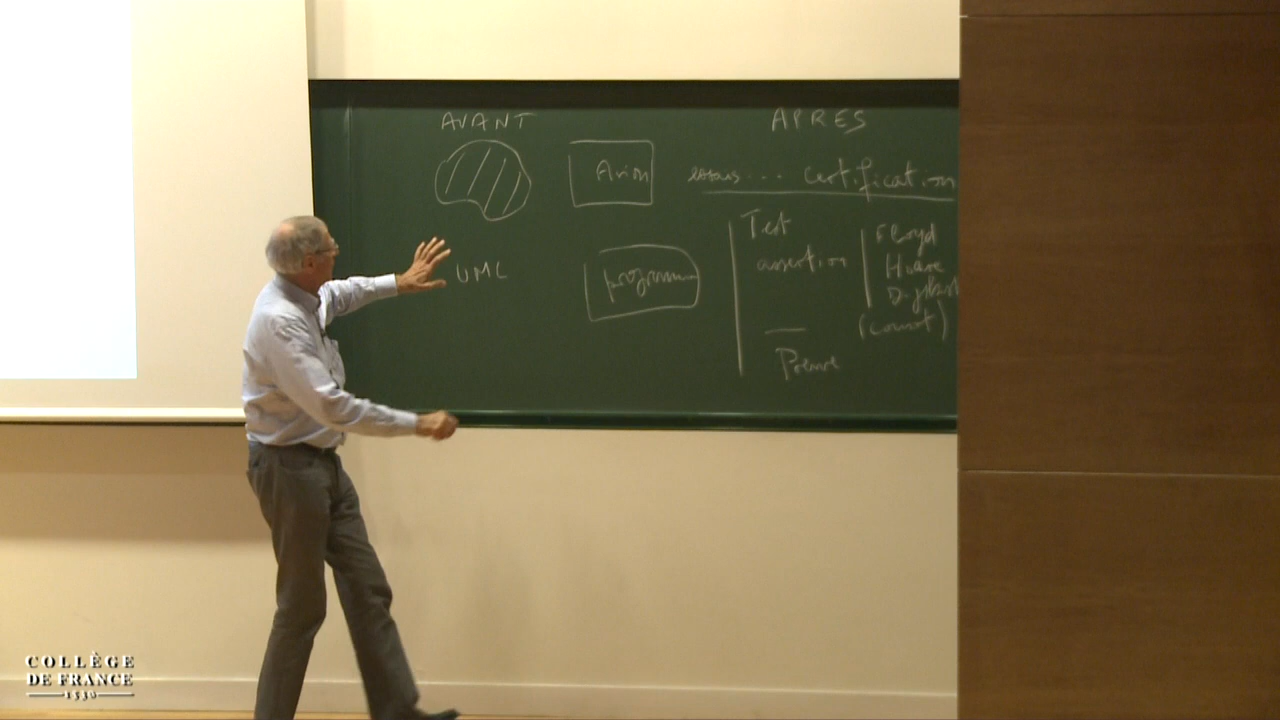 AVANT
APRES
Avion
essais... certification
UML
programme
Test
assertion
Preuve
Floyd
Hoare
Dijkstra
(court)
COLLÈGE
DE FRANCE
1530